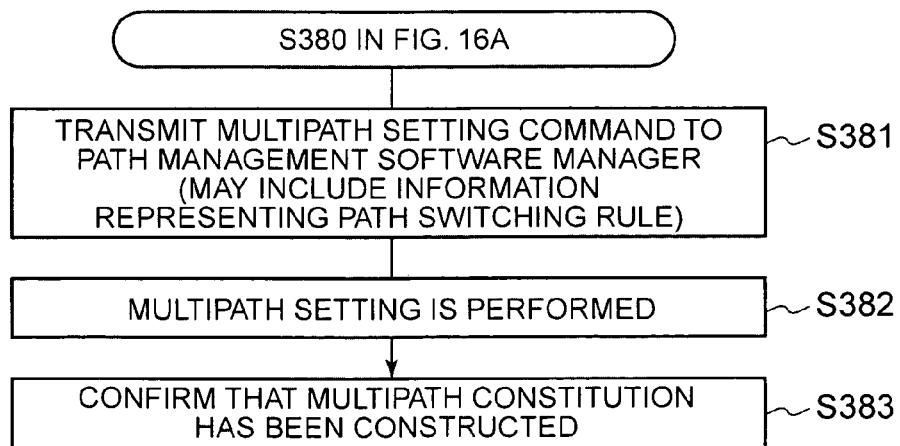 S380 IN FIG. 16A
TRANSMIT MULTIPATH SETTING COMMAND TO
PATH MANAGEMENT SOFTWARE MANAGER
(MAY INCLUDE INFORMATION
REPRESENTING PATH SWITCHING RULE)
S381
MULTIPATH SETTING IS PERFORMED
S382
CONFIRM THAT MULTIPATH CONSTITUTION
HAS BEEN CONSTRUCTED
S383